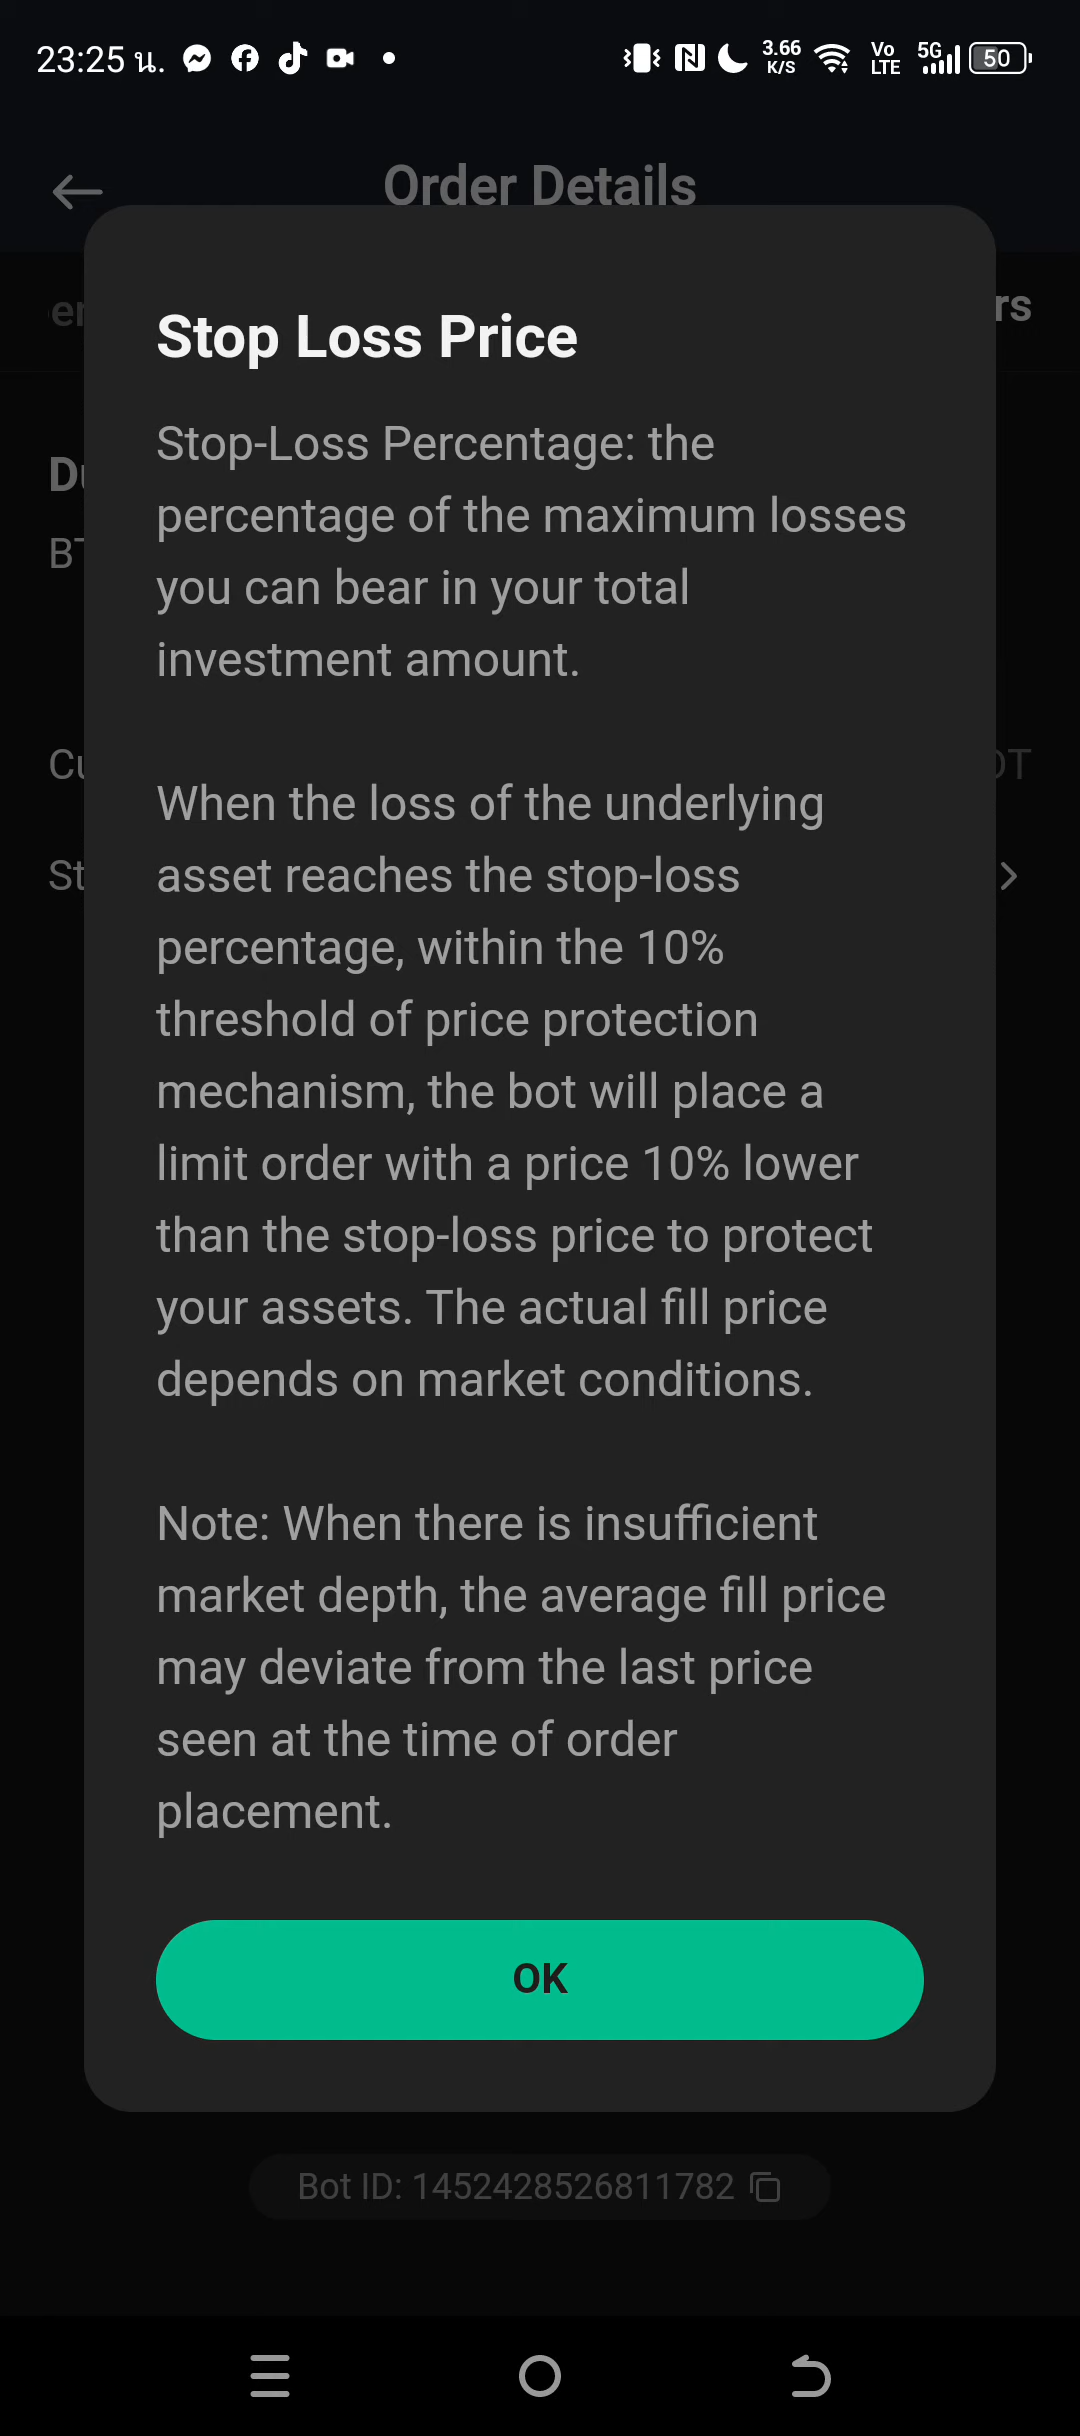 23:25 น.
3.66 K/S
Vo LTE
5G
50
Order Details
Stop Loss Price
Stop-Loss Percentage: the
percentage of the maximum losses
you can bear in your total
investment amount.
When the loss of the underlying
asset reaches the stop-loss
percentage, within the 10%
threshold of price protection
mechanism, the bot will place a
limit order with a price 10% lower
than the stop-loss price to protect
your assets. The actual fill price
depends on market conditions.
Note: When there is insufficient
market depth, the average fill price
may deviate from the last price
seen at the time of order
placement.
OK
Bot ID: 1452428526811782